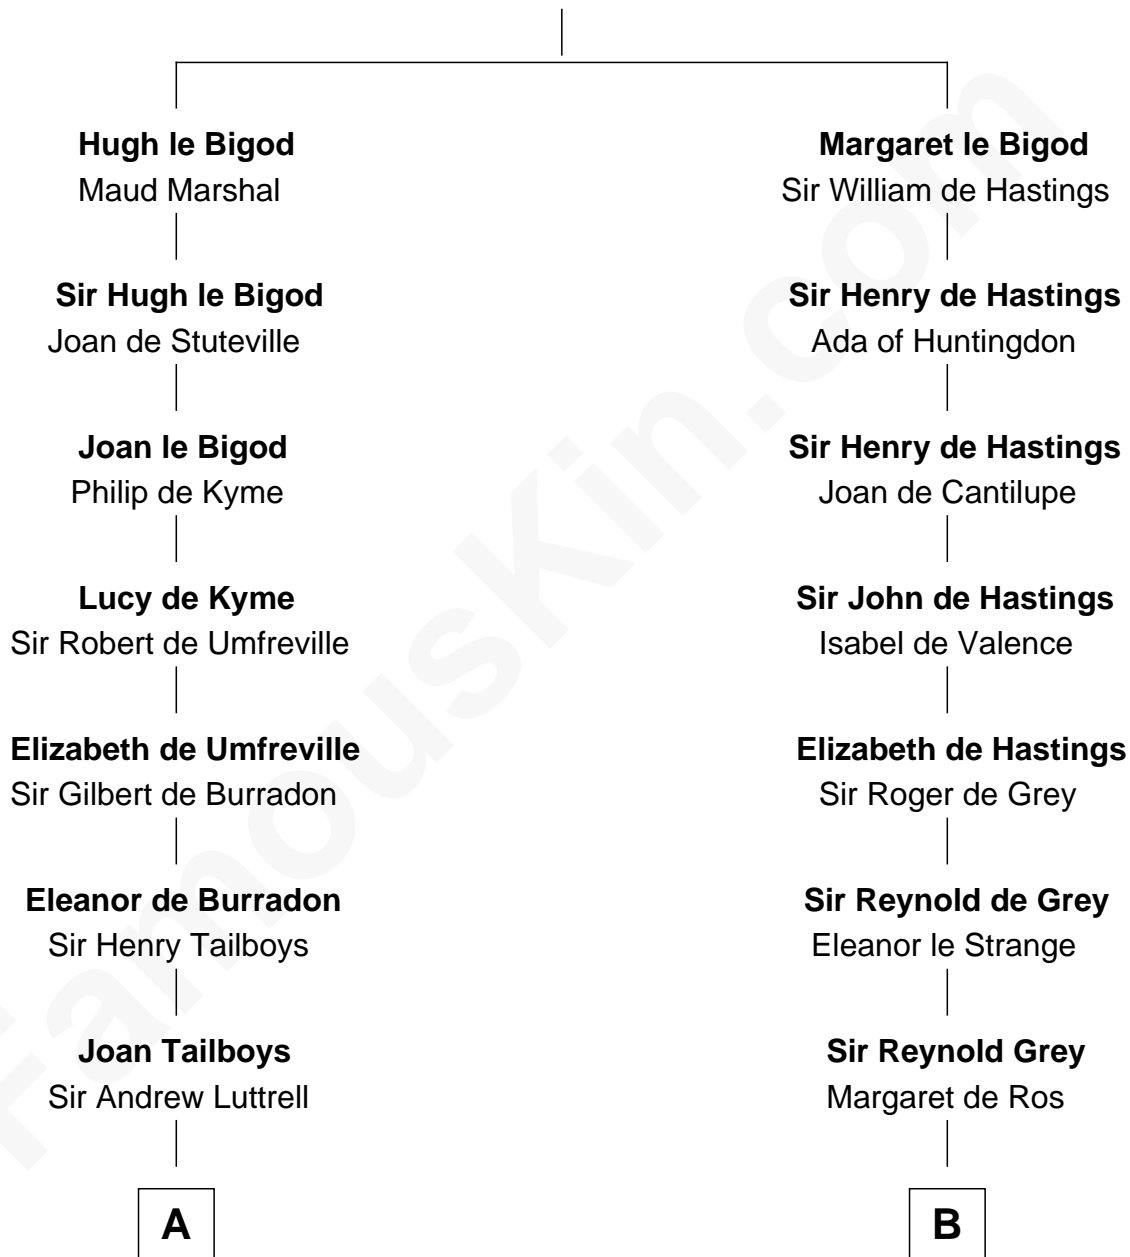 Hugh le Bigod
Maud Marshal
Sir Hugh le Bigod
Joan de Stuteville
Joan le Bigod
Philip de Kyme
Lucy de Kyme
Sir Robert de Umfreville
Elizabeth de Umfreville
Sir Gilbert de Burradon
Eleanor de Burradon
Sir Henry Tailboys
Joan Tailboys
Sir Andrew Luttrell
A
Margaret le Bigod
Sir William de Hastings
Sir Henry de Hastings
Ada of Huntingdon
Sir Henry de Hastings
Joan de Cantilupe
Sir John de Hastings
Isabel de Valence
Elizabeth de Hastings
Sir Roger de Grey
Sir Reynold de Grey
Eleanor le Strange
Sir Reynold Grey
Margaret de Ros
B
FamousKin.com